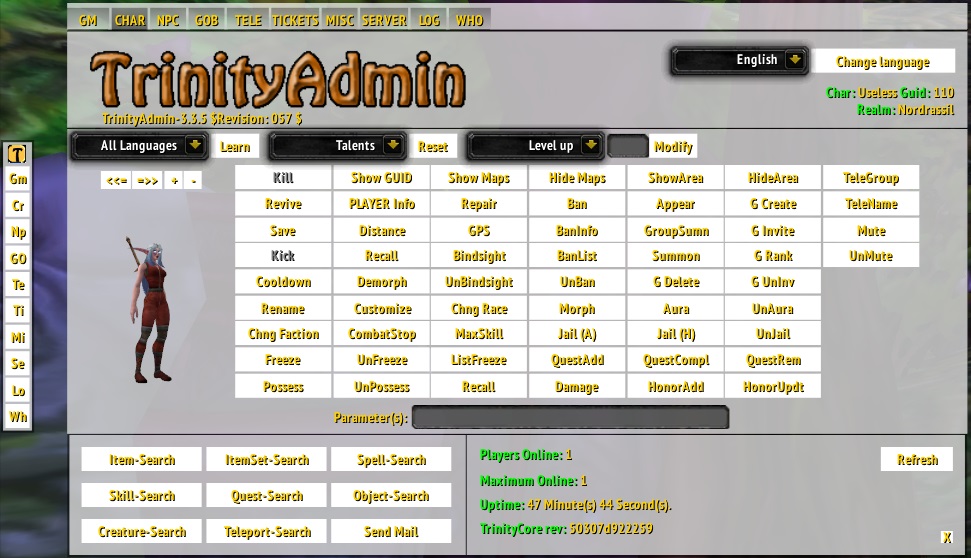 GM CHAR NPC GOB TELE TICKETS MISC SERVER LOG WHO
TrinityAdmin
TrinityAdmin-3.3.5 $Revision: 057 $
English Change language
Char: Useless Guid: 110
Realm: Nordrassil
All Languages Learn Talents Reset Level up Modify
T
Gm
Cr
Np
GO
Te
Ti
Mi
Se
Lo
Wh
<<= =>> + -
Kill Show GUID Show Maps Hide Maps ShowArea HideArea TeleGroup
Revive PLAYER Info Repair Ban Appear G Create TeleName
Save Distance GPS BanInfo GroupSumn G Invite Mute
Kick Recall Bindsight BanList Summon G Rank UnMute
Cooldown Demorph UnBindsight UnBan G Delete G UnInv
Rename Customize Chng Race Morph Aura UnAura
Chng Faction CombatStop MaxSkill Jail (A) Jail (H) UnJail
Freeze UnFreeze ListFreeze QuestAdd QuestCompl QuestRem
Possess UnPossess Recall Damage HonorAdd HonorUpdt
Parameter(s):
Item-Search ItemSet-Search Spell-Search
Skill-Search Quest-Search Object-Search
Creature-Search Teleport-Search Send Mail
Players Online: 1
Maximum Online: 1
Uptime: 47 Minute(s) 44 Second(s).
TrinityCore rev: 50307d922259
Refresh
X